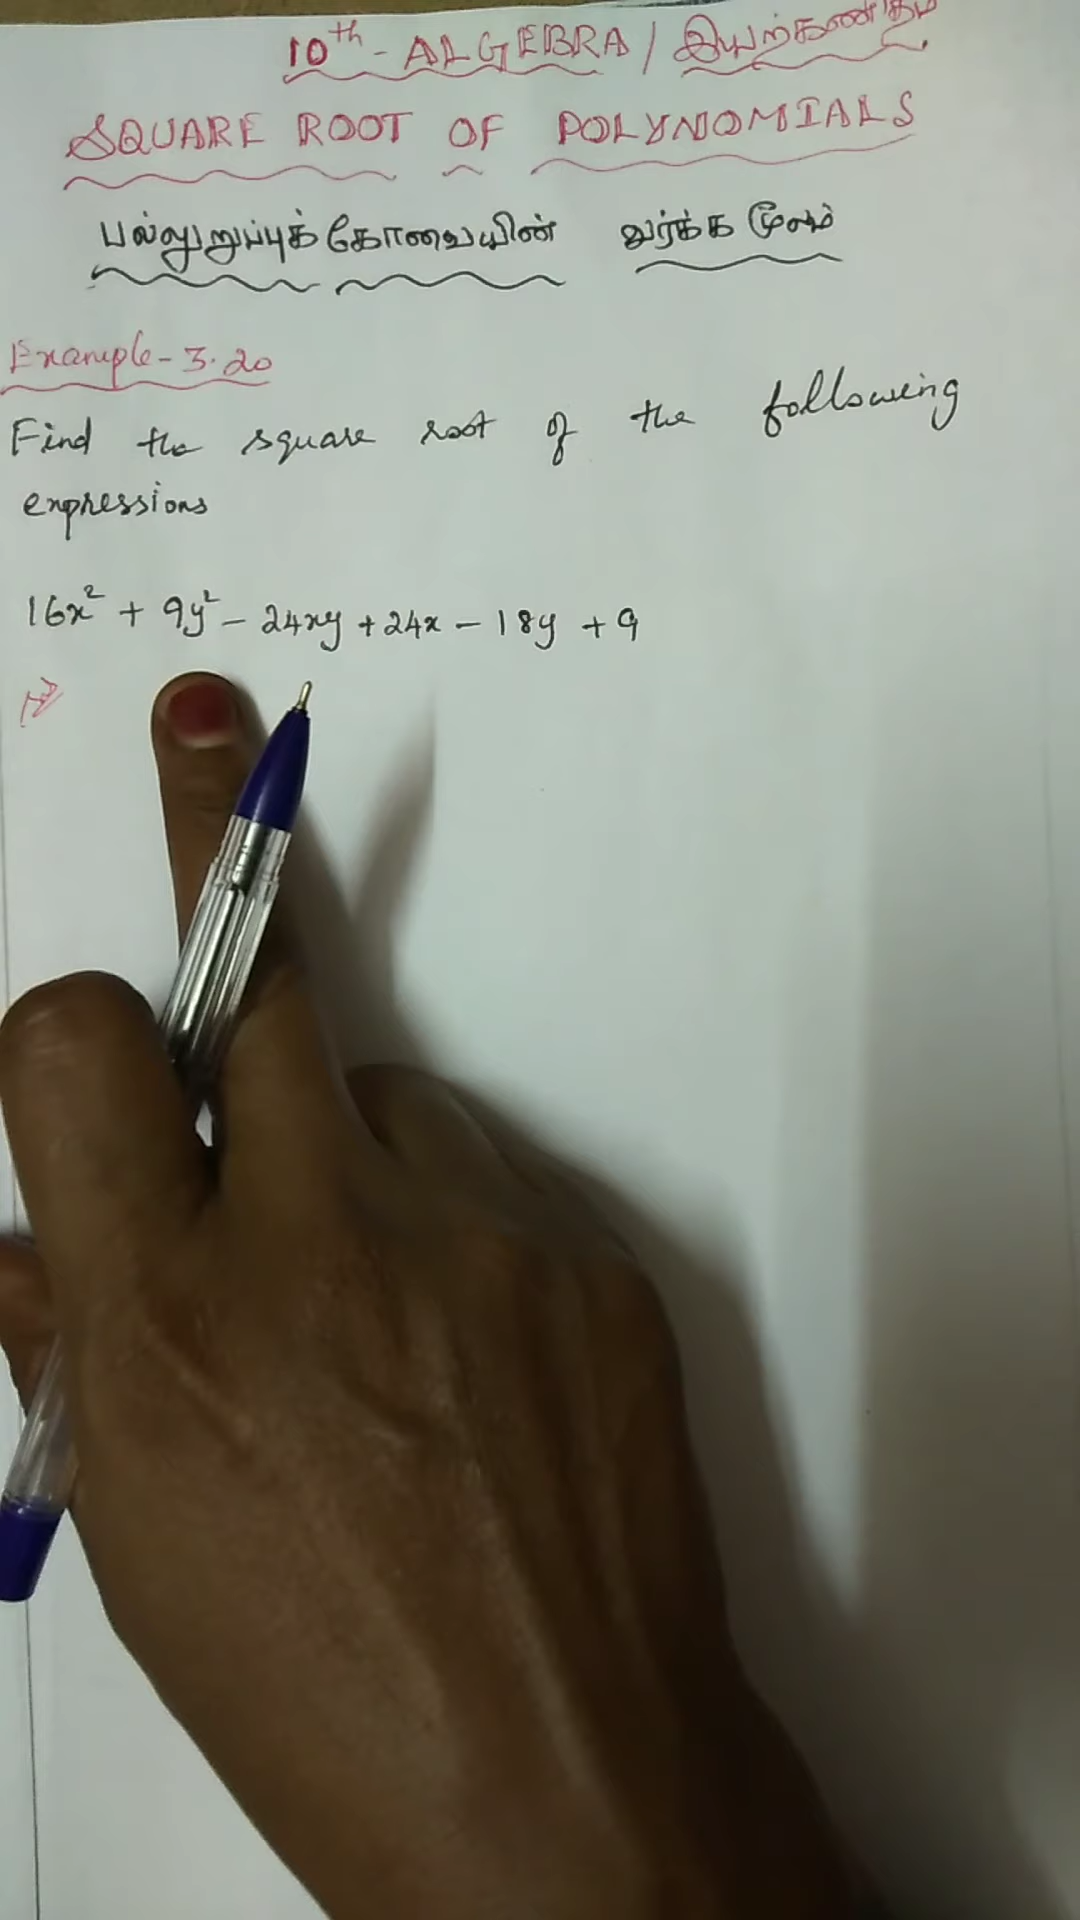 10th - ALGEBRA / இயற்கணிதம்
SQUARE ROOT OF POLYNOMIALS
பல்லுறுப்புக்கோவையின் வர்க்க மூலம்
Example - 3.20
Find the square root of the following
expressions
16x² + 9y² - 24xy + 24x - 18y + 9